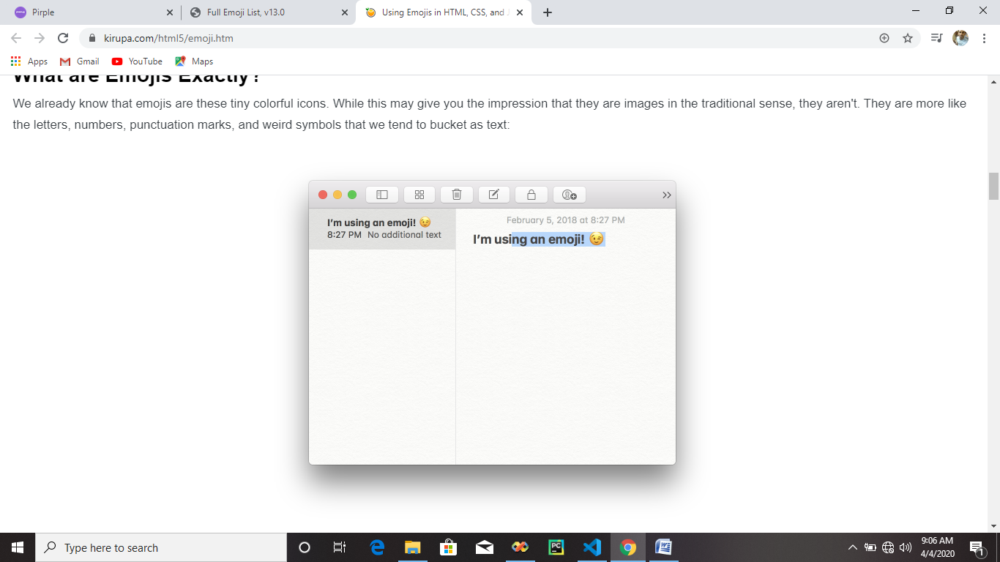 Pirple
Full Emoji List, v13.0
Using Emojis in HTML, CSS, and J
kirupa.com/html5/emoji.htm
Apps
Gmail
YouTube
Maps
What are Emojis Exactly?
We already know that emojis are these tiny colorful icons. While this may give you the impression that they are images in the traditional sense, they aren't. They are more like
the letters, numbers, punctuation marks, and weird symbols that we tend to bucket as text:
I'm using an emoji! 😉
8:27 PM No additional text
February 5, 2018 at 8:27 PM
I'm using an emoji! 😉
Type here to search
PC
9:06 AM
4/4/2020
1